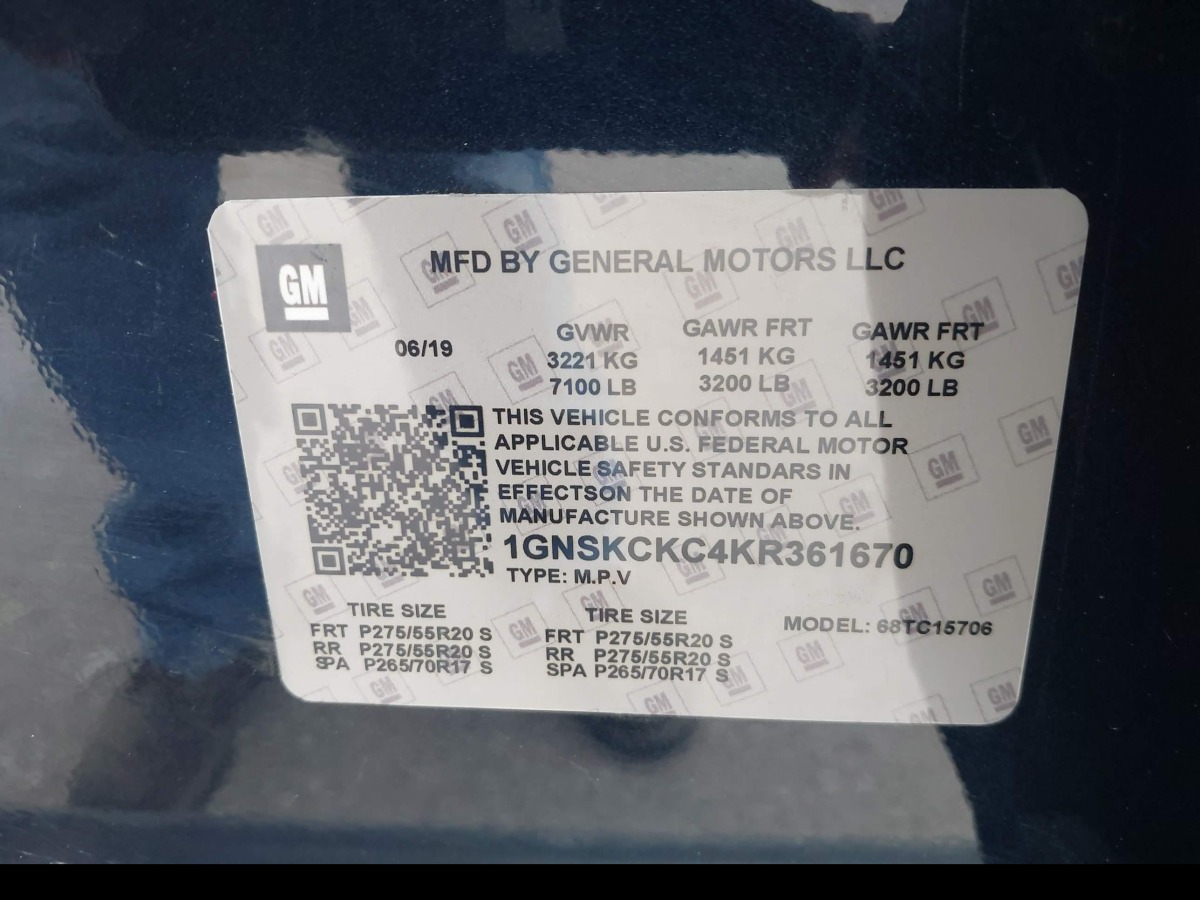 GM
MFD BY GENERAL MOTORS LLC
06/19
GVWR
3221 KG
7100 LB
GAWR FRT
1451 KG
3200 LB
GAWR FRT
1451 KG
3200 LB
THIS VEHICLE CONFORMS TO ALL
APPLICABLE U.S. FEDERAL MOTOR
VEHICLE SAFETY STANDARS IN
EFFECTSON THE DATE OF
MANUFACTURE SHOWN ABOVE.
1GNSKCKC4KR361670
TYPE: M.P.V
TIRE SIZE
FRT P275/55R20 S
RR P275/55R20 S
SPA P265/70R17 S
TIRE SIZE
FRT P275/55R20 S
RR P275/55R20 S
SPA P265/70R17 S
MODEL: 68TC15706